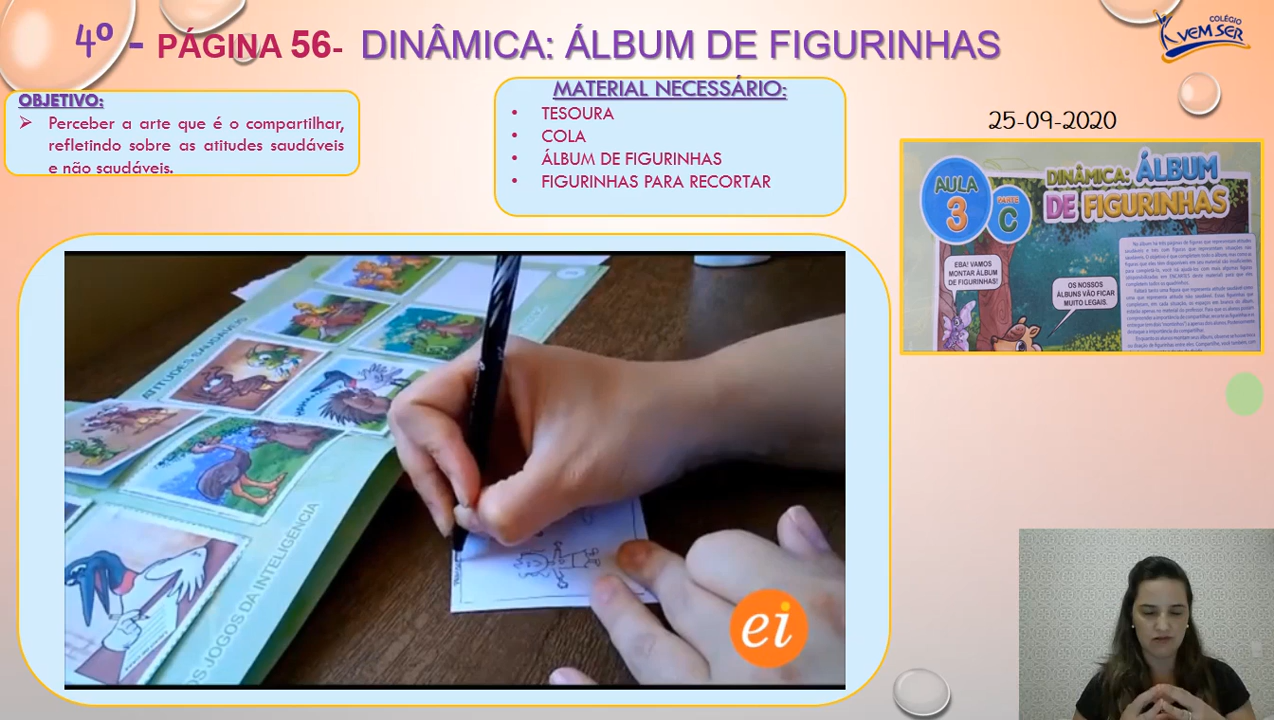 4º - PÁGINA 56- DINÂMICA: ÁLBUM DE FIGURINHAS
COLÉGIO
VEM SER
OBJETIVO:
Perceber a arte que é o compartilhar,
refletindo sobre as atitudes saudáveis
e não saudáveis.
MATERIAL NECESSÁRIO:
• TESOURA
• COLA
• ÁLBUM DE FIGURINHAS
• FIGURINHAS PARA RECORTAR
25-09-2020
AULA
3
PARTE
C
DINÂMICA: ÁLBUM
DE FIGURINHAS
EBA! VAMOS
MONTAR ÁLBUM
DE FIGURINHAS!
OS NOSSOS
ÁLBUNS VÃO FICAR
MUITO LEGAIS.
ATITUDES SAUDÁVEIS
OS JOGOS DA INTELIGÊNCIA
ei